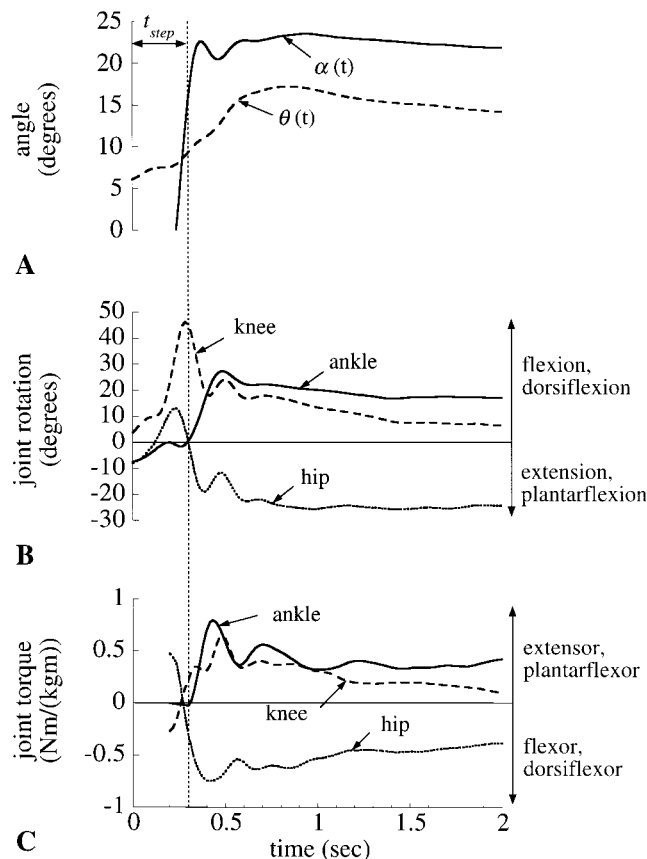 25
20
15
10
5
0
angle
(degrees)
t step
α (t)
θ (t)
A
50
40
30
20
10
0
-10
-20
-30
joint rotation
(degrees)
knee
ankle
hip
flexion,
dorsiflexion
extension,
plantarflexion
B
1
0.5
0
-0.5
-1
joint torque
(Nm/(kgm))
ankle
knee
hip
extensor,
plantarflexor
flexor,
dorsiflexor
0 0.5 1 1.5 2
time (sec)
C